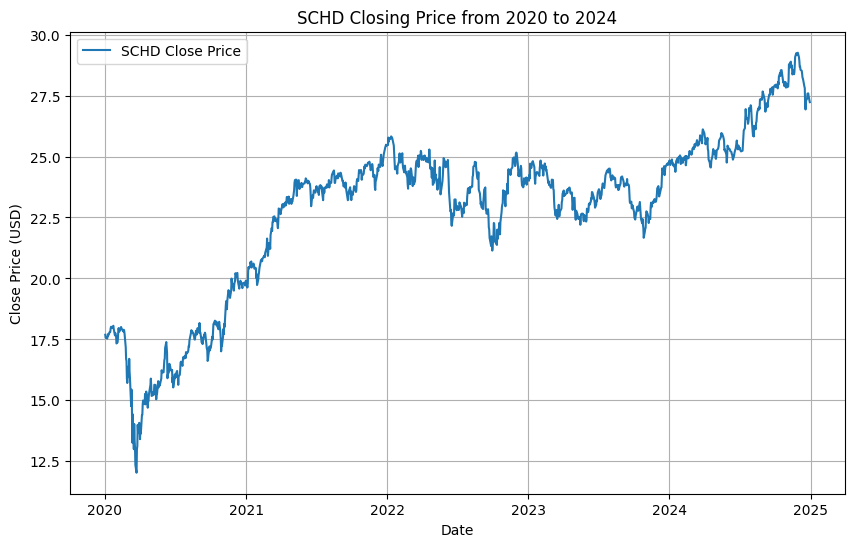 SCHD Closing Price from 2020 to 2024
SCHD Close Price
Close Price (USD)
30.0
27.5
25.0
22.5
20.0
17.5
15.0
12.5
2020 2021 2022 2023 2024 2025
Date